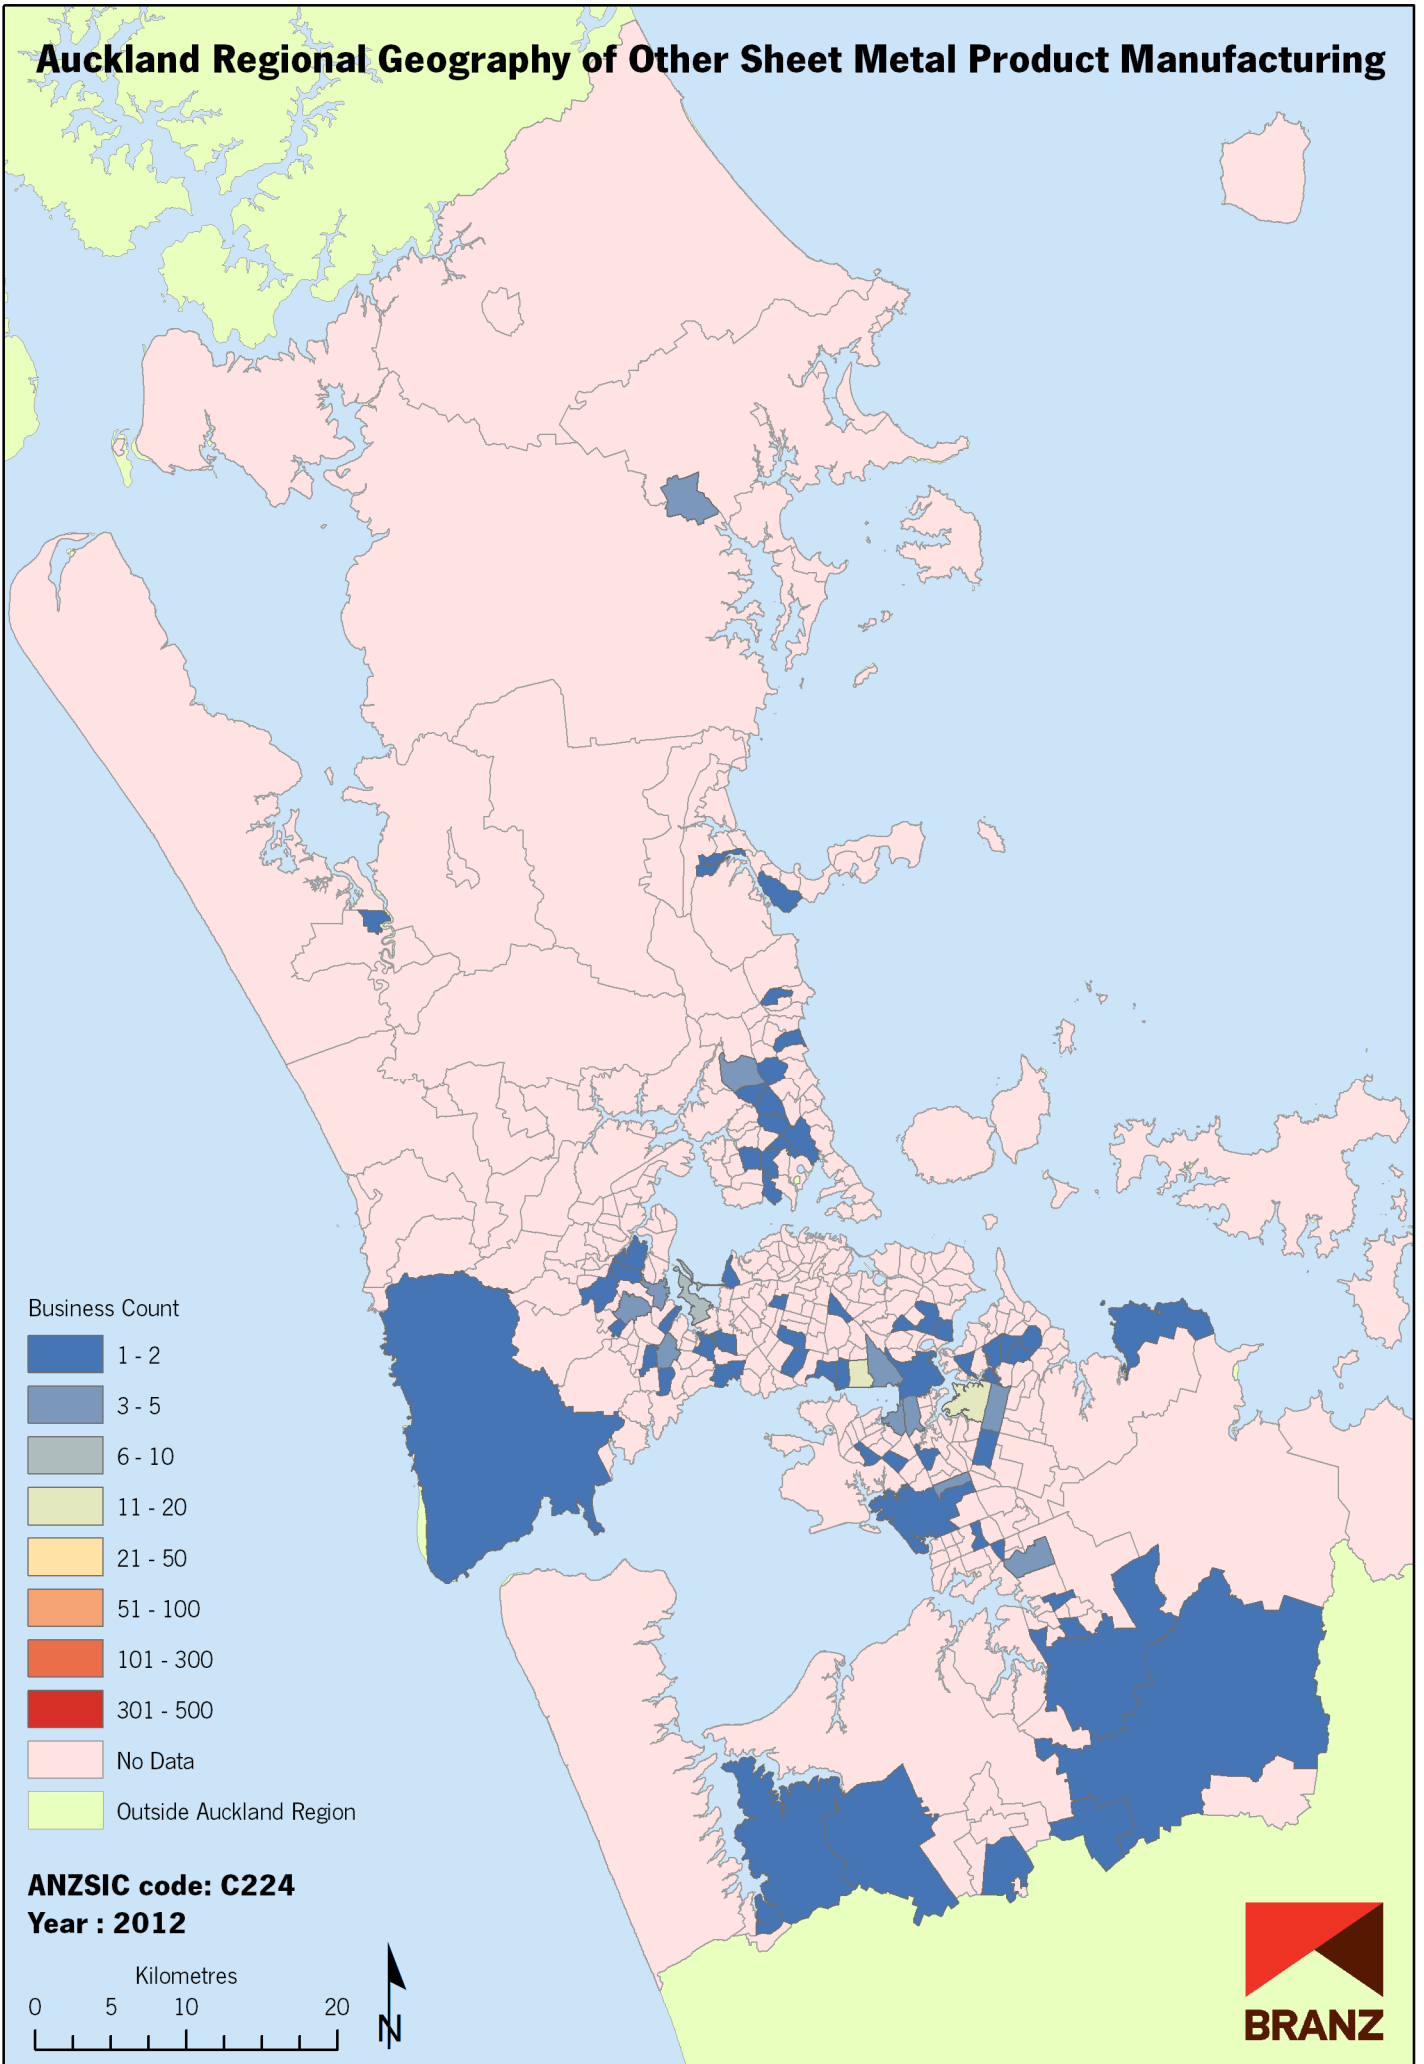 Auckland Regional Geography of Other Sheet Metal Product Manufacturing
Business Count
1 - 2
3 - 5
6 - 10
11 - 20
21 - 50
51 - 100
101 - 300
301 - 500
No Data
Outside Auckland Region
ANZSIC code: C224
Year : 2012
Kilometres
0 5 10 20
N
BRANZ